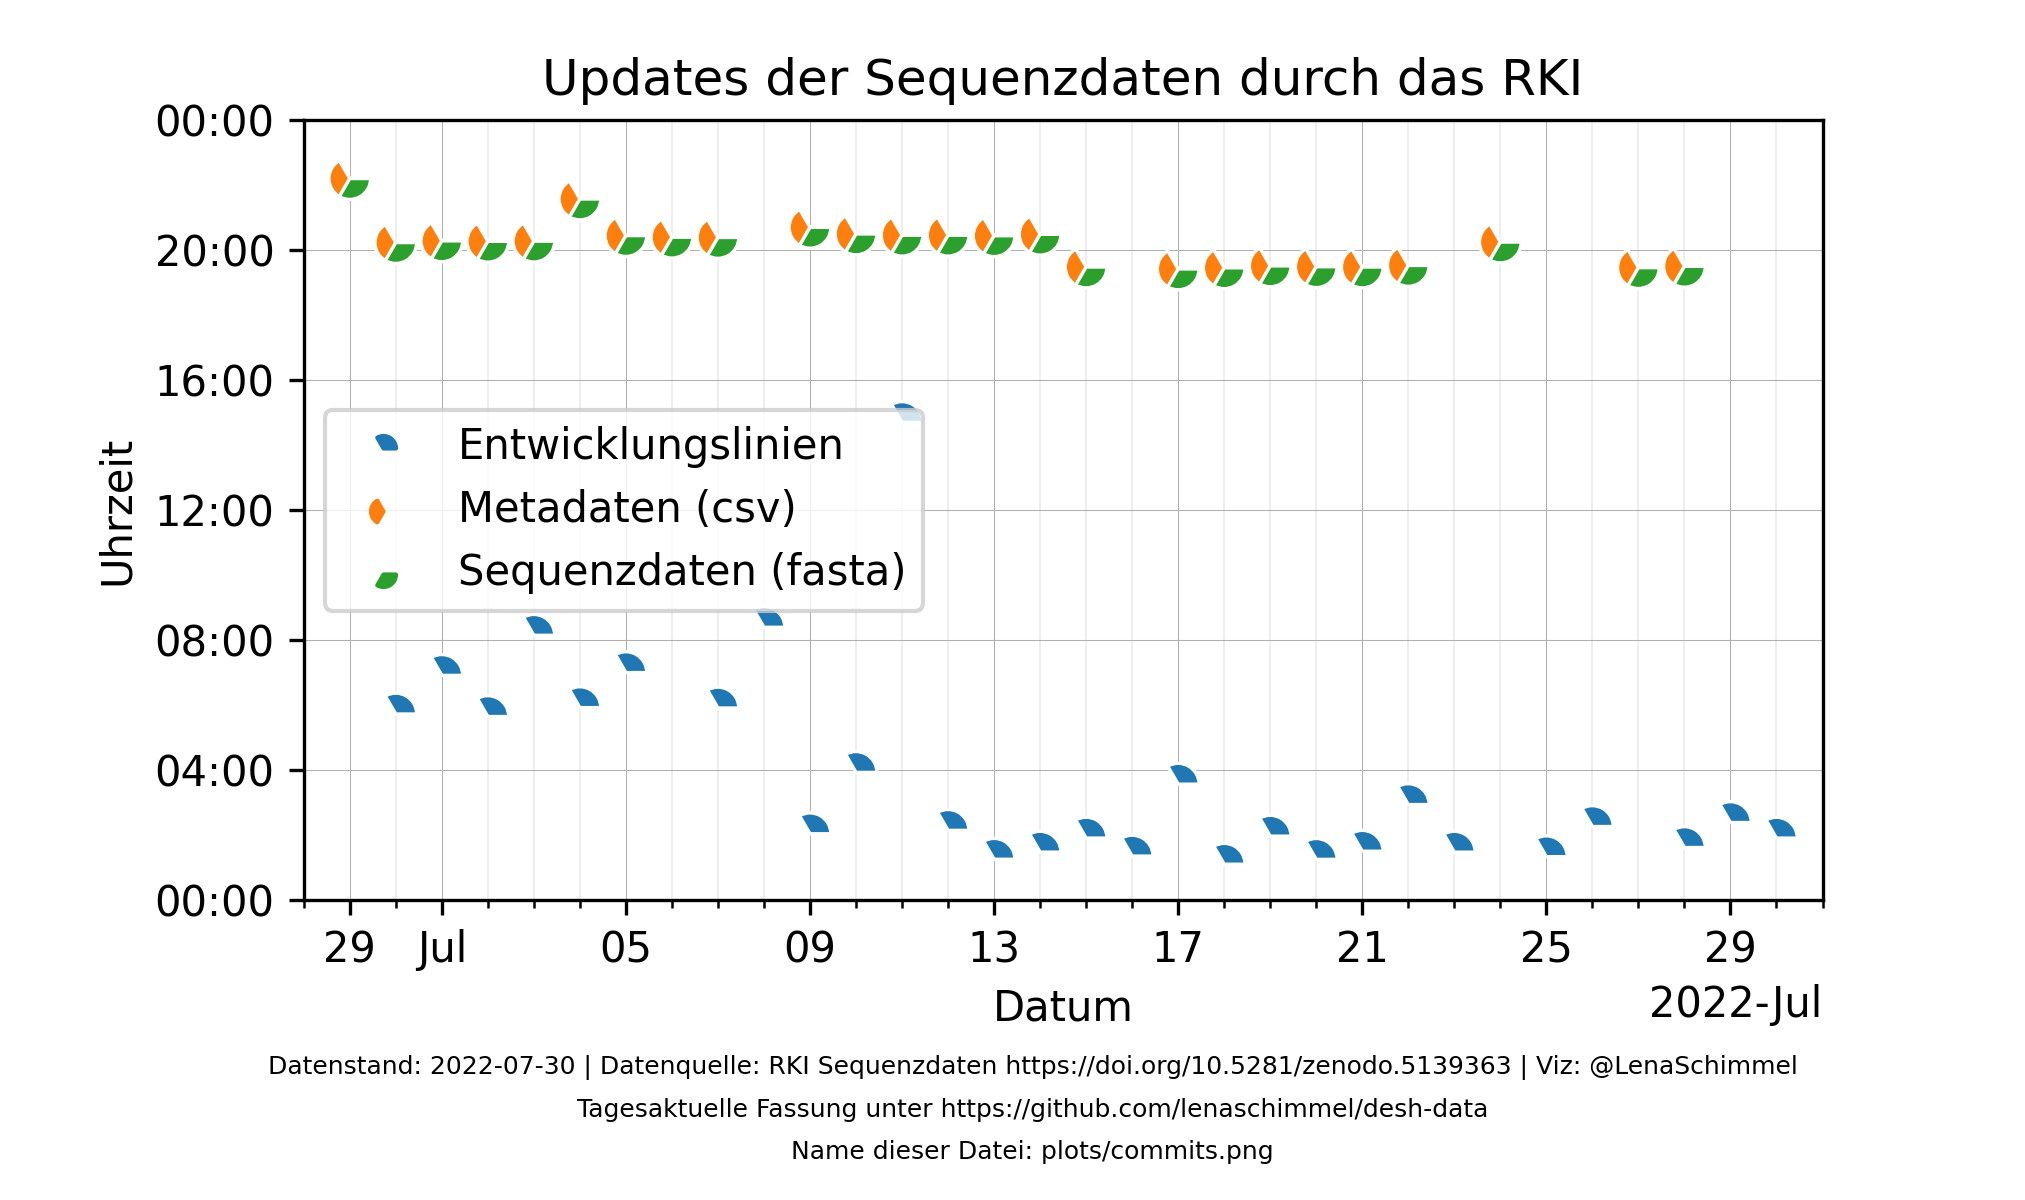 Updates der Sequenzdaten durch das RKI
00:00
20:00
16:00
12:00
08:00
04:00
00:00
Uhrzeit
Entwicklungslinien
Metadaten (csv)
Sequenzdaten (fasta)
29 Jul 05 09 13 17 21 25 29
Datum
2022-Jul
Datenstand: 2022-07-30 | Datenquelle: RKI Sequenzdaten https://doi.org/10.5281/zenodo.5139363 | Viz: @LenaSchimmel
Tagesaktuelle Fassung unter https://github.com/lenaschimmel/desh-data
Name dieser Datei: plots/commits.png